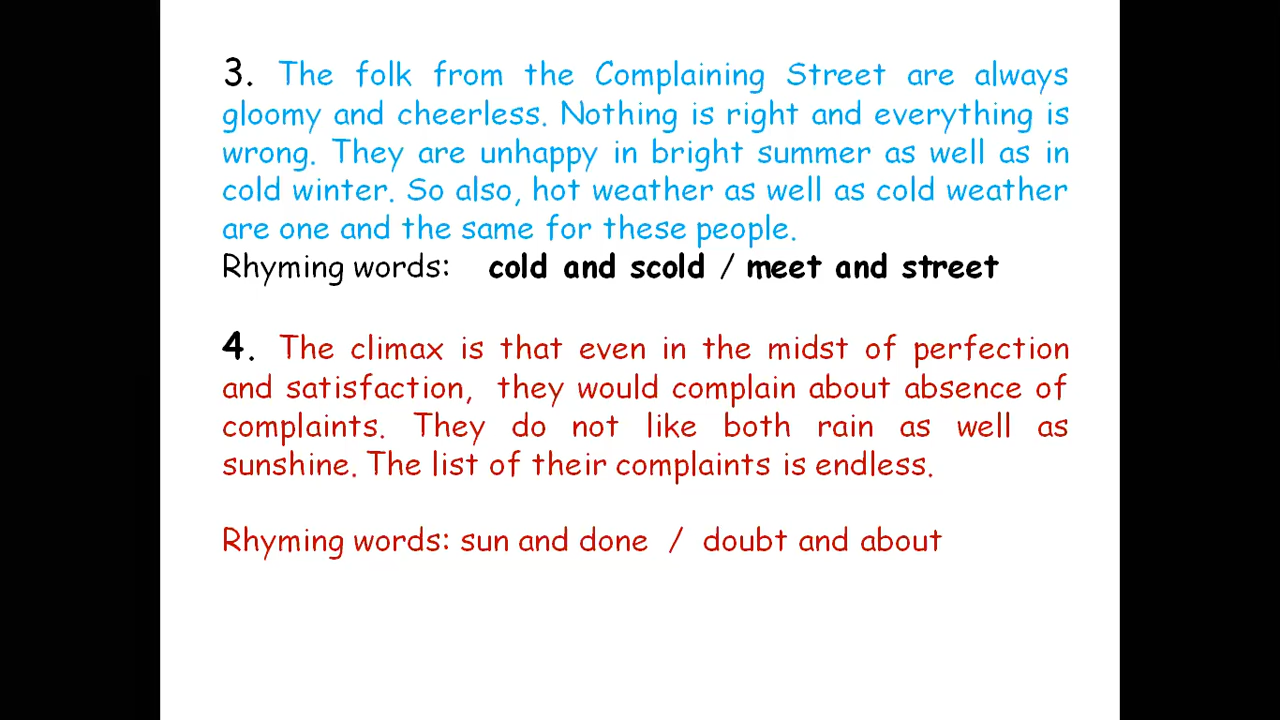 3. The folk from the Complaining Street are always
gloomy and cheerless. Nothing is right and everything is
wrong. They are unhappy in bright summer as well as in
cold winter. So also, hot weather as well as cold weather
are one and the same for these people.
Rhyming words: cold and scold / meet and street
4. The climax is that even in the midst of perfection
and satisfaction, they would complain about absence of
complaints. They do not like both rain as well as
sunshine. The list of their complaints is endless.
Rhyming words: sun and done / doubt and about